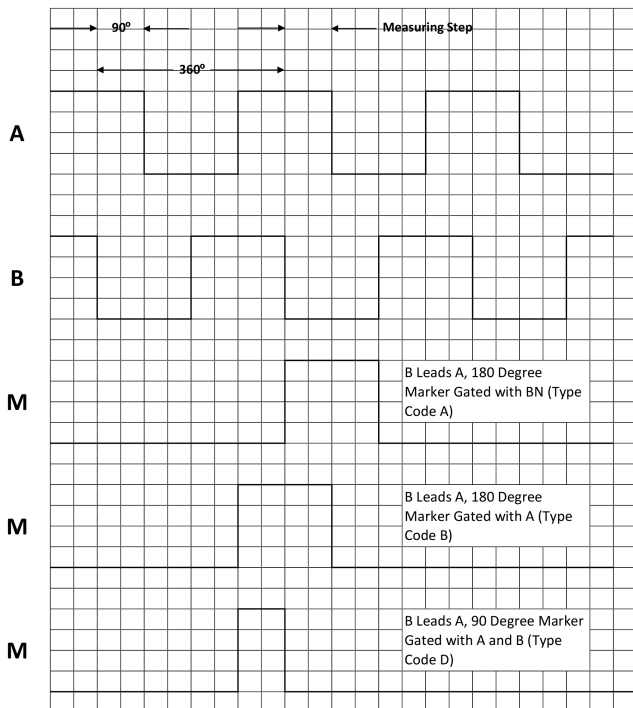 90º
Measuring Step
360º
A
B
M
B Leads A, 180 Degree
Marker Gated with BN (Type
Code A)
M
B Leads A, 180 Degree
Marker Gated with A (Type
Code B)
M
B Leads A, 90 Degree Marker
Gated with A and B (Type
Code D)